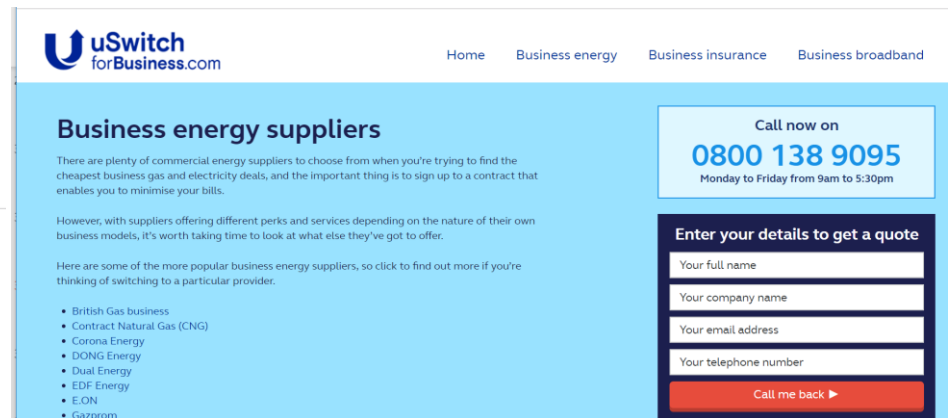 uSwitch
forBusiness.com
Home Business energy Business insurance Business broadband
Business energy suppliers
There are plenty of commercial energy suppliers to choose from when you're trying to find the
cheapest business gas and electricity deals, and the important thing is to sign up to a contract that
enables you to minimise your bills.
However, with suppliers offering different perks and services depending on the nature of their own
business models, it's worth taking time to look at what else they've got to offer.
Here are some of the more popular business energy suppliers, so click to find out more if you're
thinking of switching to a particular provider.
• British Gas business
• Contract Natural Gas (CNG)
• Corona Energy
• DONG Energy
• Dual Energy
• EDF Energy
• E.ON
• Gazprom
Call now on
0800 138 9095
Monday to Friday from 9am to 5:30pm
Enter your details to get a quote
Your full name
Your company name
Your email address
Your telephone number
Call me back ▶